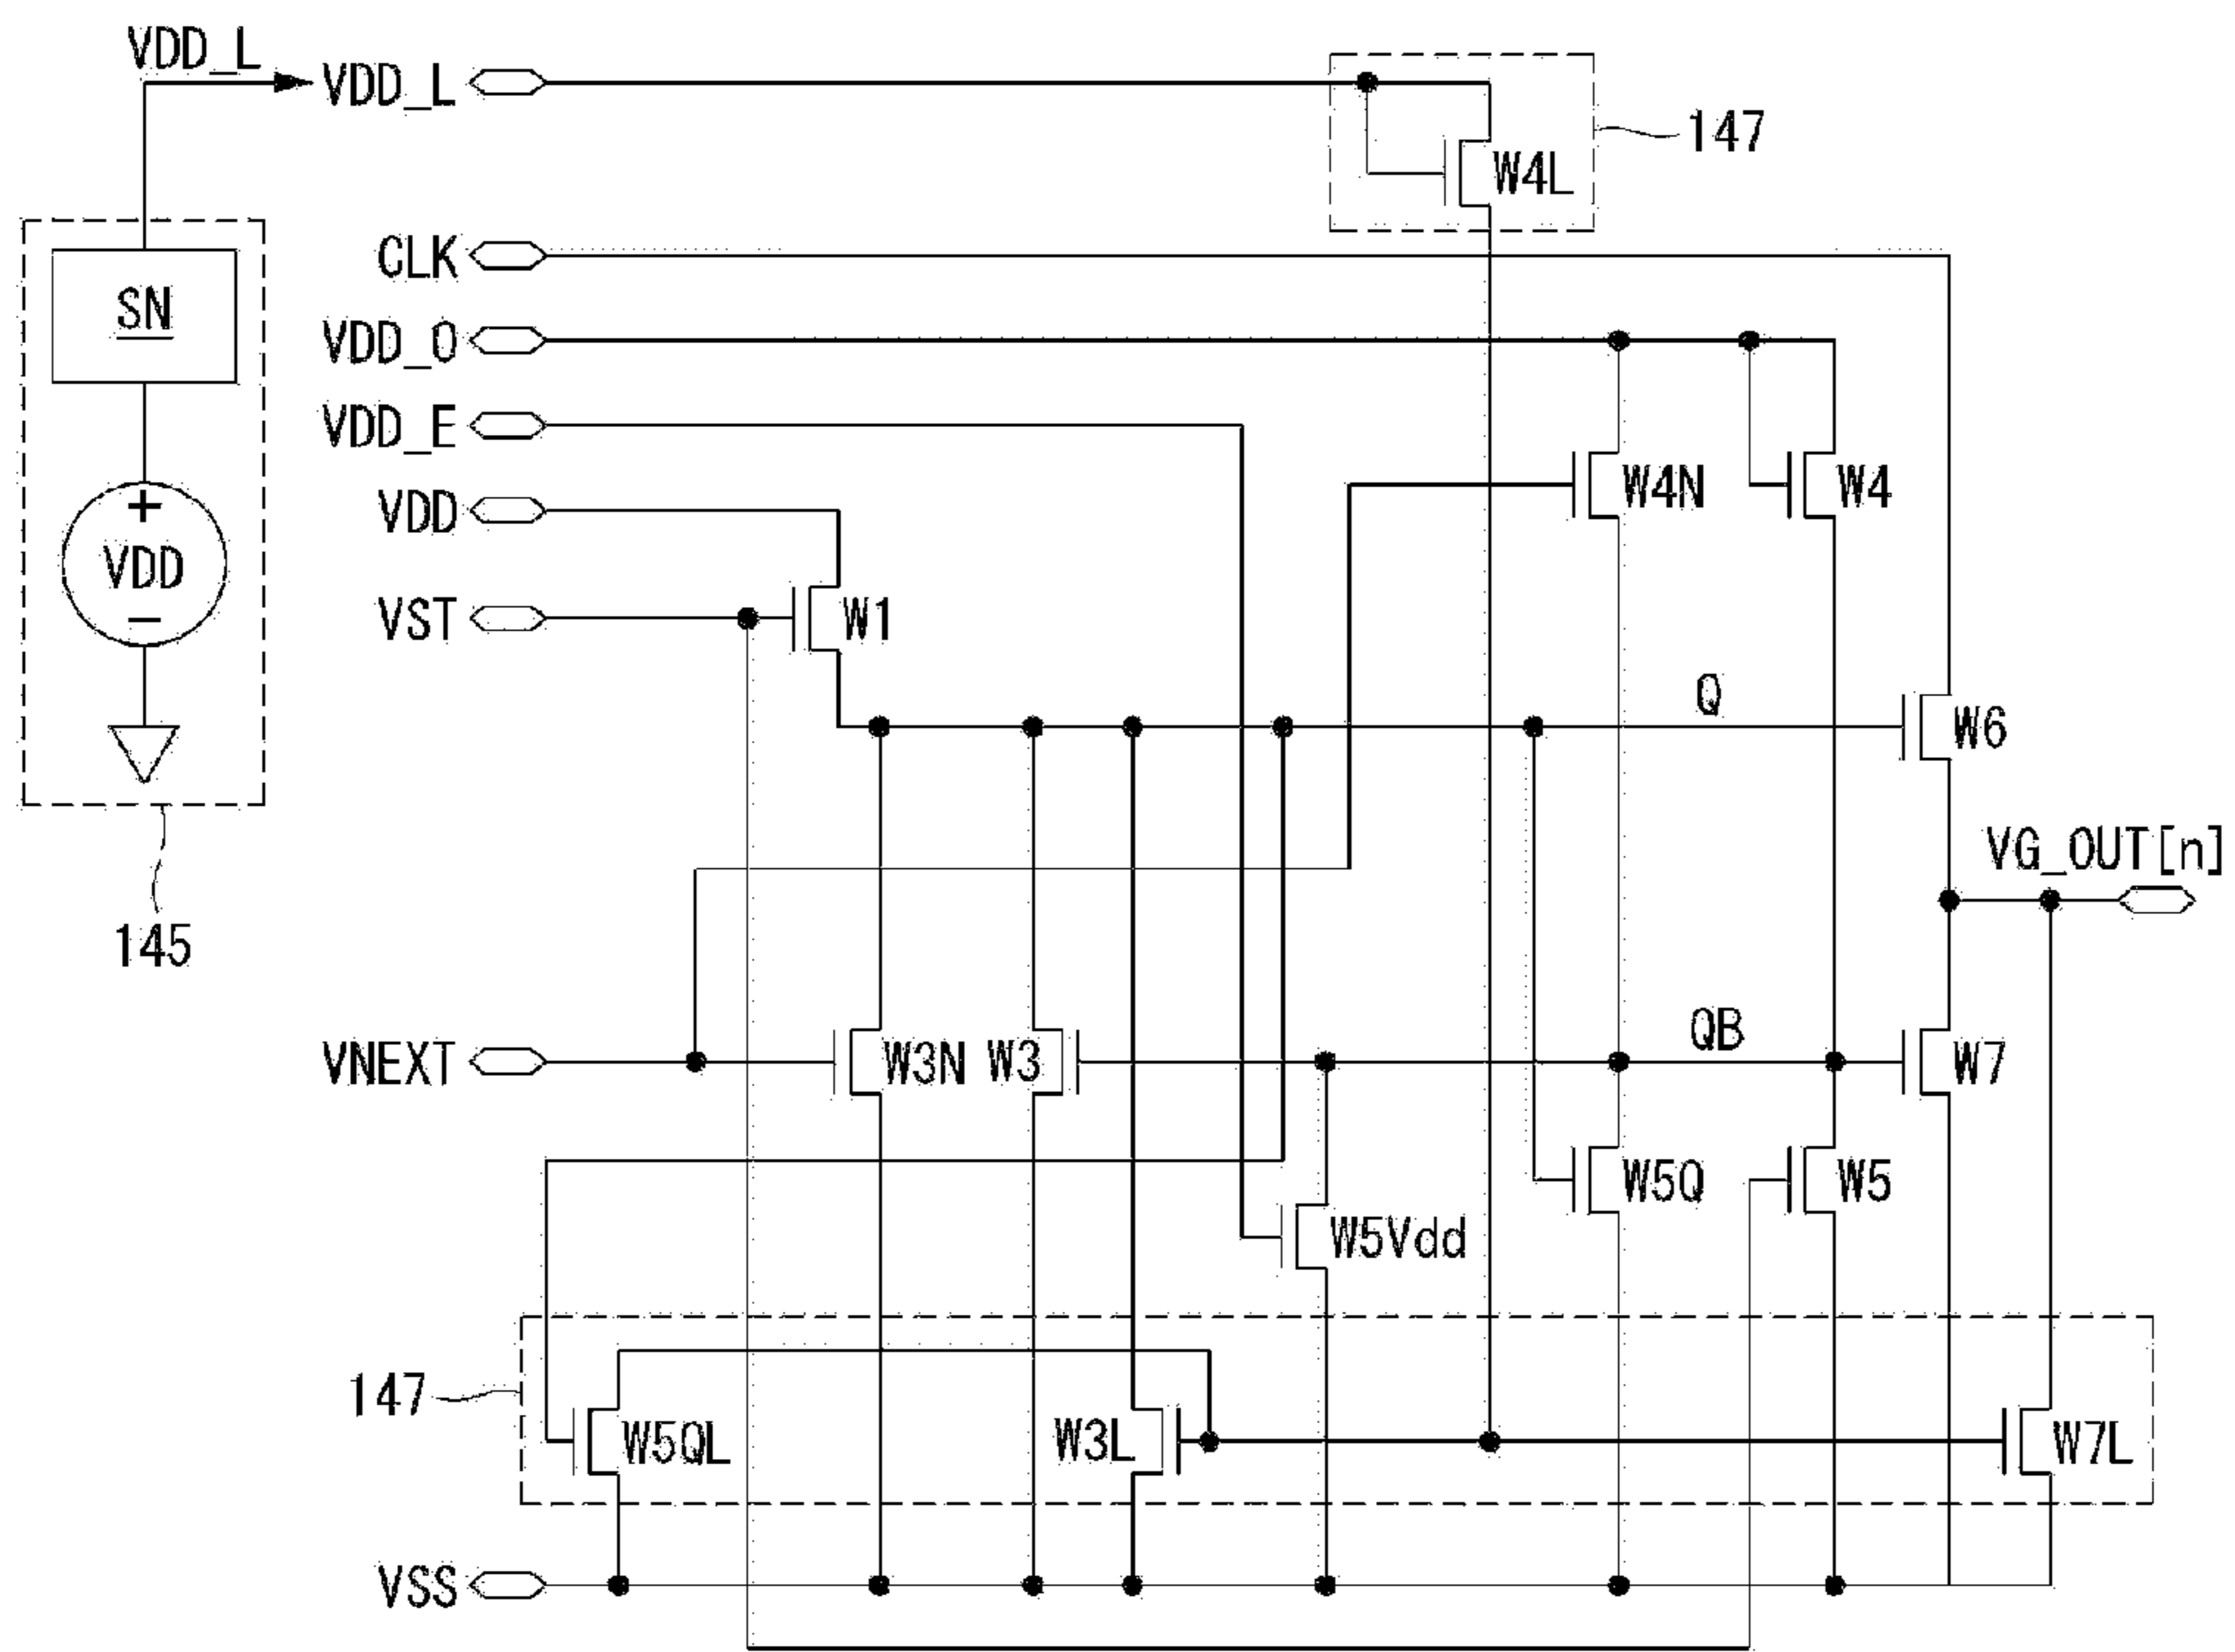 VDD_L
VDD_L
147
W4L
CLK
SN
VDD_O
VDD_E
W4N
W4
VDD
+
VDD
−
VST
W1
Q
W6
VG_OUT[n]
145
QB
VNEXT
W3N
W3
W7
W5Q
W5
W5Vdd
147
W5QL
W3L
W7L
VSS